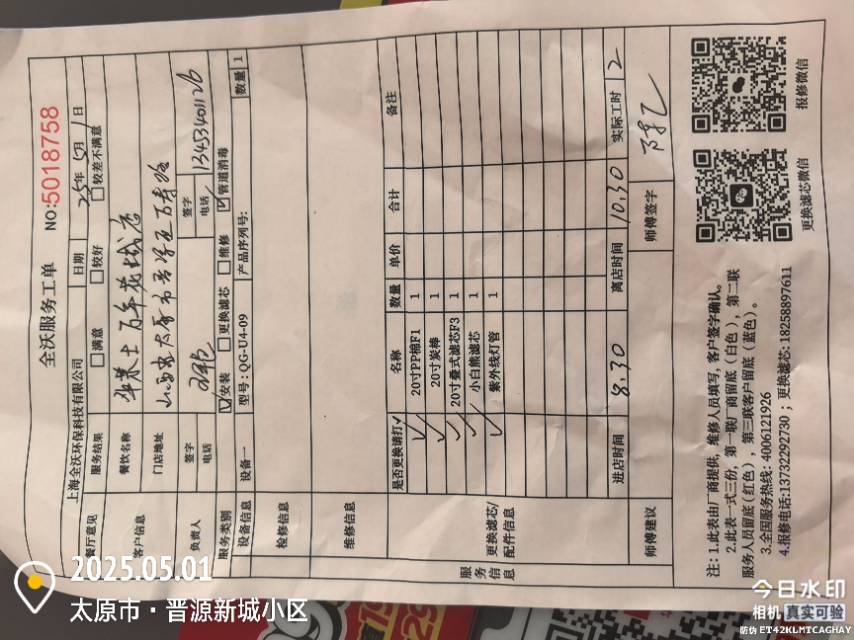 全沃服务工单
NO:5018758
上海全沃环保科技有限公司
日期 25年5月1日
餐厅意见 服务结果 满意 较好 较差不满意
客户信息 餐饮名称
门店地址
负责人 签字 签字
电话 电话 13453401126
服务类别 安装 更换滤芯 维修 管道消毒
设备信息 设备一 型号:QG-U4-09 产品序列号: 数量 1
检修信息
维修信息
服务信息
更换滤芯/配件信息
是否更换请打✓ 名称 数量 单价 合计 备注
✓ 20寸PP棉F1 1
✓ 20寸炭棒 1
✓ 20寸叠式滤芯F3 1
✓ 小白熊滤芯 1
✓ 紫外线灯管 1
进店时间 8.30 离店时间 10.30 实际工时 2
师傅建议 师傅签字
注:1.此表由厂商提供,维修人员填写,客户签字确认。
2.此表一式三份,第一联厂商留底(白色),第二联
服务人员留底(红色),第三联客户留底(蓝色)。
3.全国服务热线:4006121926
4.报修电话:13732292730;更换滤芯:18258897611
更换滤芯微信
报修微信
2025.05.01
太原市·晋源新城小区
今日水印
相机 真实可验
防伪 ET42KLMTCAGHAY